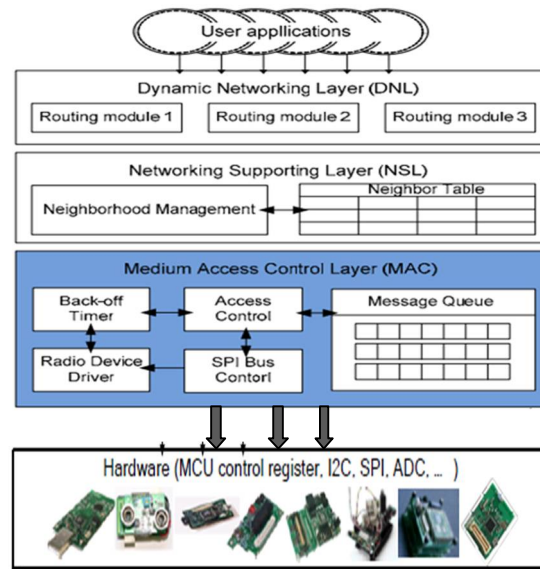 User appllications
Dynamic Networking Layer (DNL)
Routing module 1 Routing module 2 Routing module 3
Networking Supporting Layer (NSL)
Neighborhood Management
Neighbor Table
Medium Access Control Layer (MAC)
Back-off
Timer
Access
Control
Message Queue
Radio Device
Driver
SPI Bus
Contorl
Hardware (MCU control register, I2C, SPI, ADC, ... )